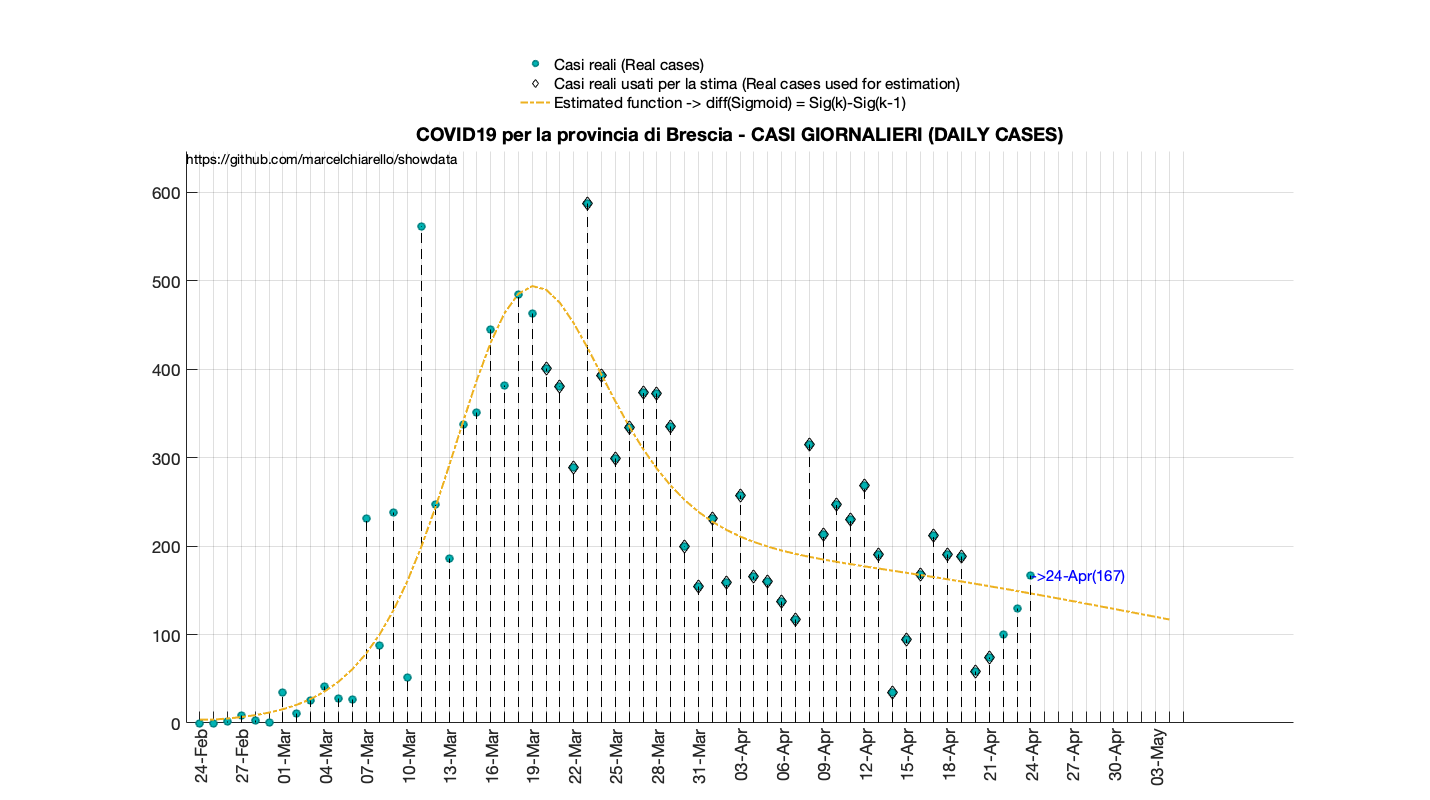 Casi reali (Real cases)
Casi reali usati per la stima (Real cases used for estimation)
Estimated function -> diff(Sigmoid) = Sig(k)-Sig(k-1)
COVID19 per la provincia di Brescia - CASI GIORNALIERI (DAILY CASES)
https://github.com/marcelchiarello/showdata
600
500
400
300
200
100
0
->24-Apr(167)
24-Feb
27-Feb
01-Mar
04-Mar
07-Mar
10-Mar
13-Mar
16-Mar
19-Mar
22-Mar
25-Mar
28-Mar
31-Mar
03-Apr
06-Apr
09-Apr
12-Apr
15-Apr
18-Apr
21-Apr
24-Apr
27-Apr
30-Apr
03-May